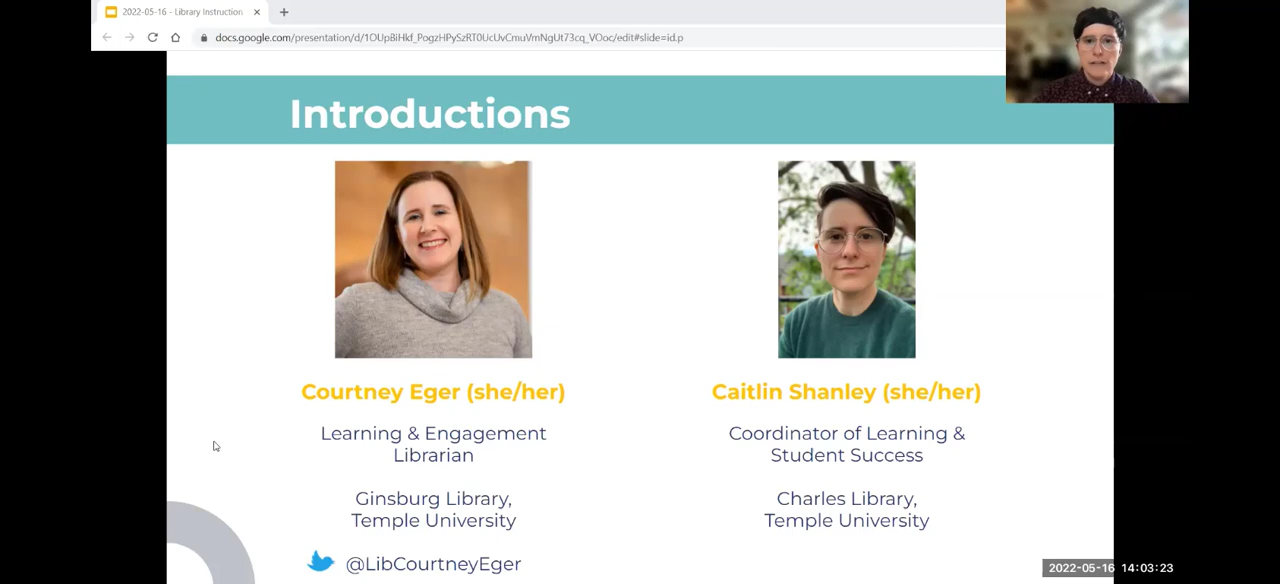 2022-05-16 - Library Instruction
docs.google.com/presentation/d/1OUpBiHkf_PogzHPySzRT0UcUvCmuVmNgUt73cq_VOoc/edit#slide=id.p
Introductions
Courtney Eger (she/her)
Learning & Engagement
Librarian
Ginsburg Library,
Temple University
@LibCourtneyEger
Caitlin Shanley (she/her)
Coordinator of Learning &
Student Success
Charles Library,
Temple University
2022-05-16 14:03:23